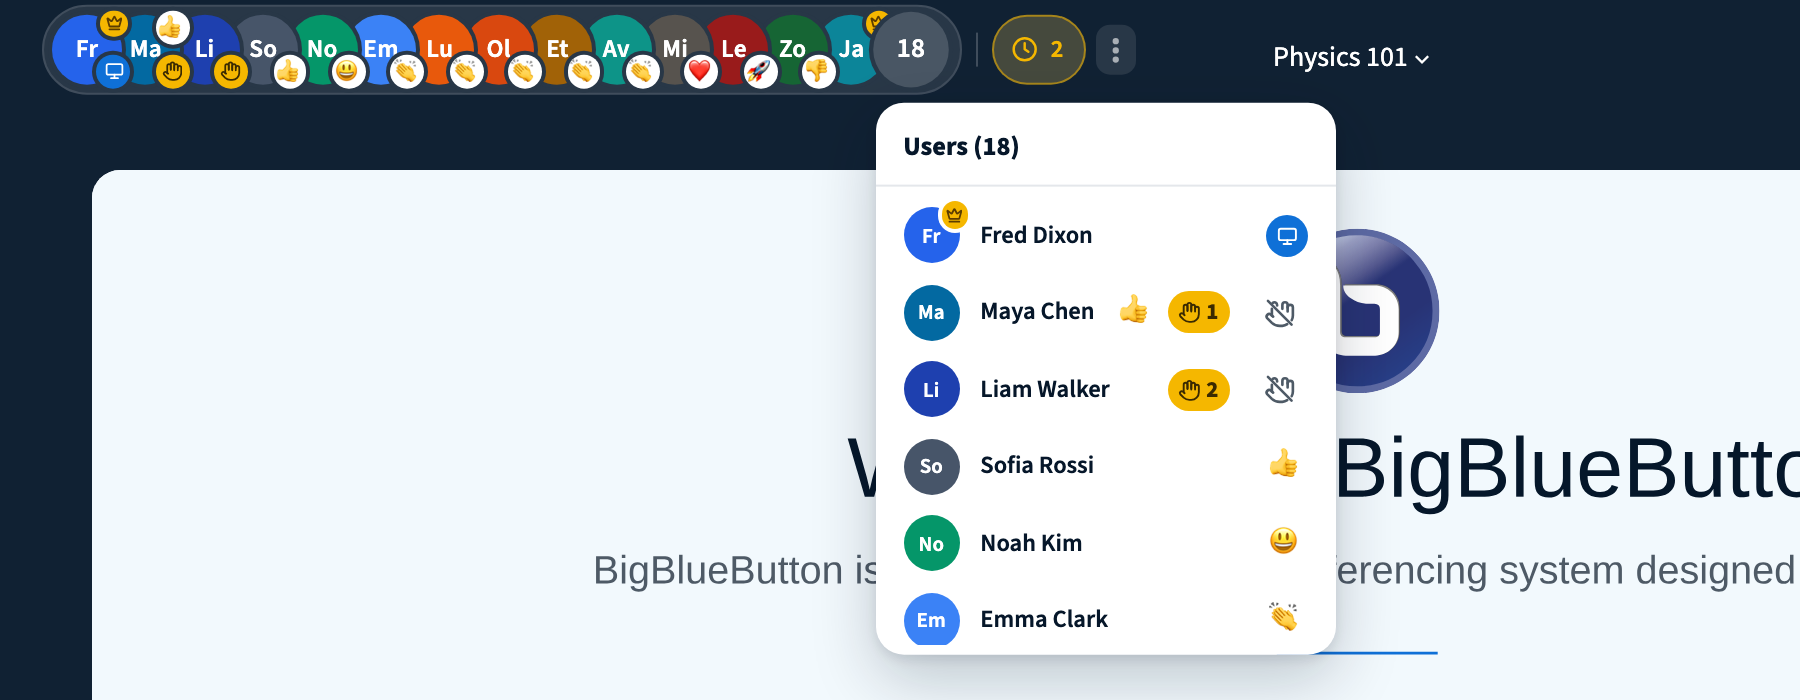 Fr Ma Li So No Em Lu Ol Et Av Mi Le Zo Ja 18
2
Physics 101
Users (18)
Fr Fred Dixon
Ma Maya Chen 1
Li Liam Walker 2
So Sofia Rossi
No Noah Kim
Em Emma Clark
BigBlueButto
BigBlueButton is
erencing system designed